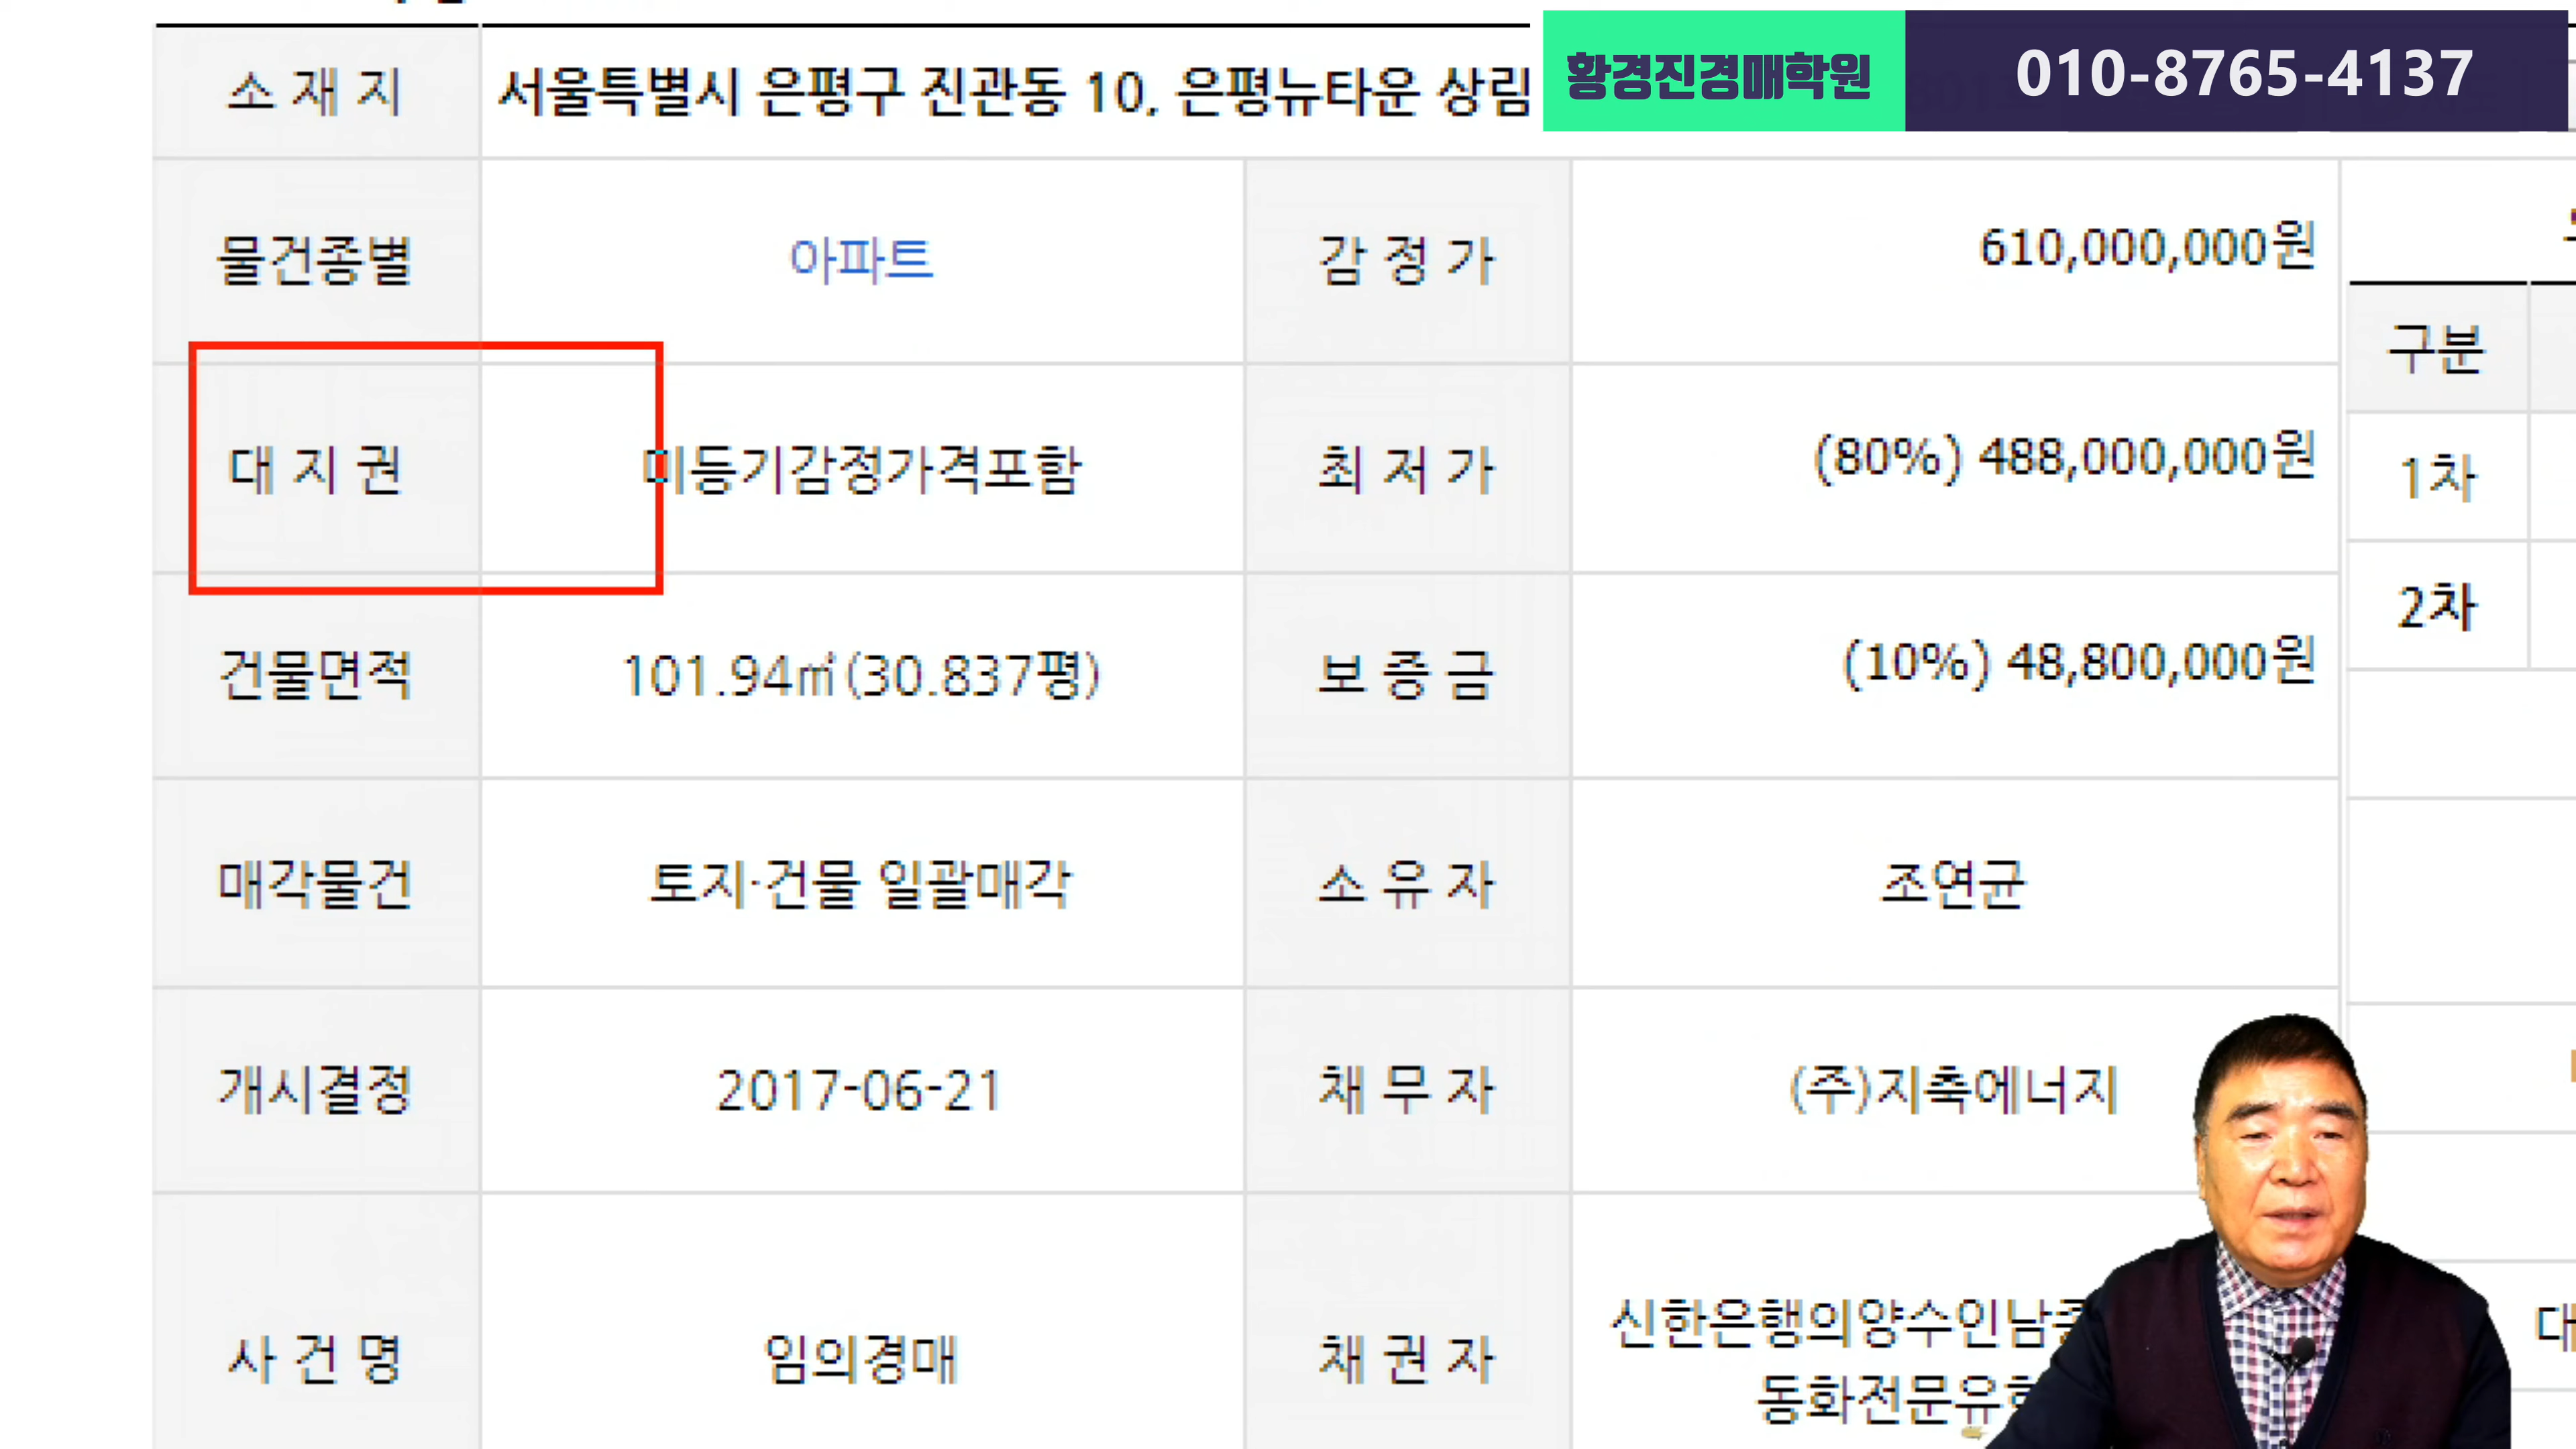 황경진경매학원 010-8765-4137
소 재 지 서울특별시 은평구 진관동 10, 은평뉴타운 상림
물건종별 아파트 감 정 가 610,000,000원
구분
대 지 권 미등기감정가격포함 최 저 가 (80%) 488,000,000원
1차
2차
건물면적 101.94㎡(30.837평) 보 증 금 (10%) 48,800,000원
매각물건 토지·건물 일괄매각 소 유 자 조연균
개시결정 2017-06-21 채 무 자 (주)지축에너지
사 건 명 임의경매 채 권 자 신한은행의양수인남
동화전문유